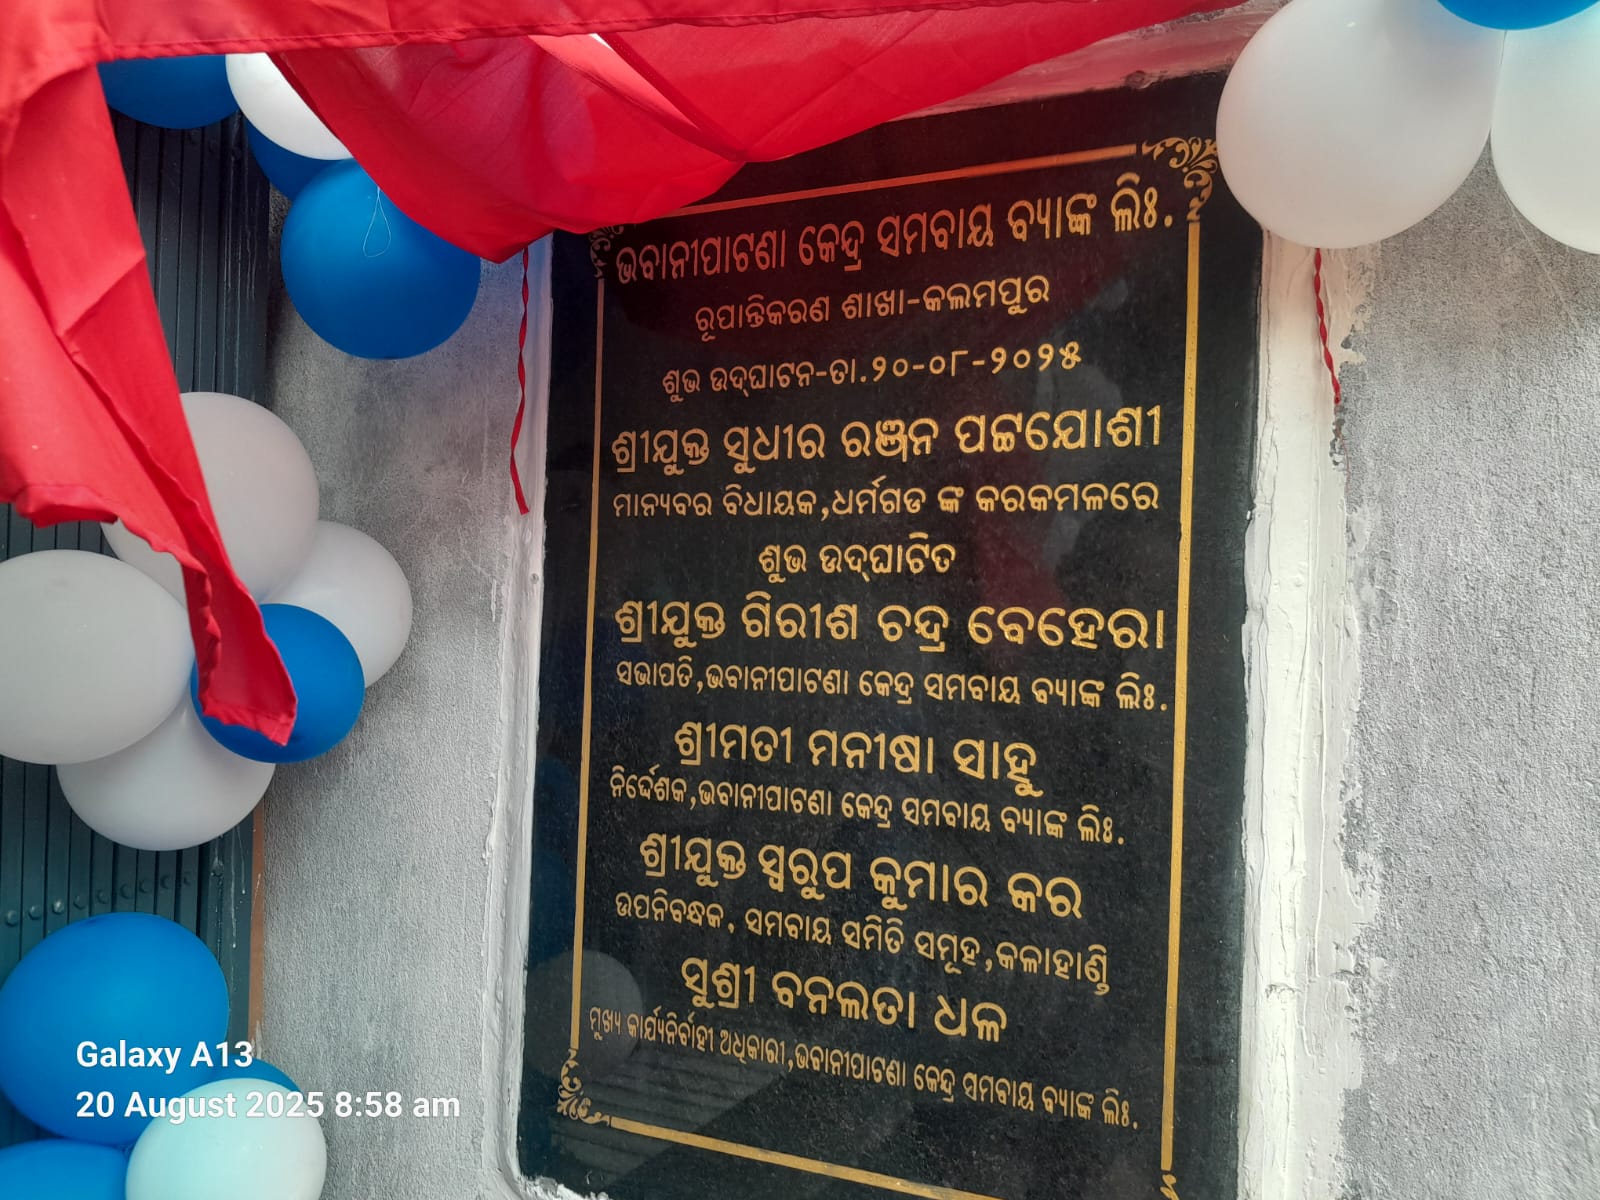 ଭବାନୀପାଟଣା କେନ୍ଦ୍ର ସମବାୟ ବ୍ୟାଙ୍କ ଲିଃ.
ରୂପାନ୍ତିକରଣ ଶାଖା-କଲମପୁର
ଶୁଭ ଉଦ୍‌ଘାଟନ-ତା.୨୦-୦୮-୨୦୨୫
ଶ୍ରୀଯୁକ୍ତ ସୁଧୀର ରଞ୍ଜନ ପଟ୍ଟଯୋଶୀ
ମାନ୍ୟବର ବିଧାୟକ,ଧର୍ମଗଡ ଙ୍କ କରକମଳରେ
ଶୁଭ ଉଦ୍‌ଘାଟିତ
ଶ୍ରୀଯୁକ୍ତ ଗିରୀଶ ଚନ୍ଦ୍ର ବେହେରା
ସଭାପତି,ଭବାନୀପାଟଣା କେନ୍ଦ୍ର ସମବାୟ ବ୍ୟାଙ୍କ ଲିଃ.
ଶ୍ରୀମତୀ ମନୀଷା ସାହୁ
ନିର୍ଦ୍ଦେଶକ,ଭବାନୀପାଟଣା କେନ୍ଦ୍ର ସମବାୟ ବ୍ୟାଙ୍କ ଲିଃ.
ଶ୍ରୀଯୁକ୍ତ ସ୍ୱରୁପ କୁମାର କର
ଉପନିବନ୍ଧକ, ସମବାୟ ସମିତି ସମୂହ,କଳାହାଣ୍ଡି
ସୁଶ୍ରୀ ବନଲତା ଧଳ
ମୁଖ୍ୟ କାର୍ଯ୍ୟନିର୍ବାହୀ ଅଧିକାରୀ,ଭବାନୀପାଟଣା କେନ୍ଦ୍ର ସମବାୟ ବ୍ୟାଙ୍କ ଲିଃ.
Galaxy A13
20 August 2025 8:58 am